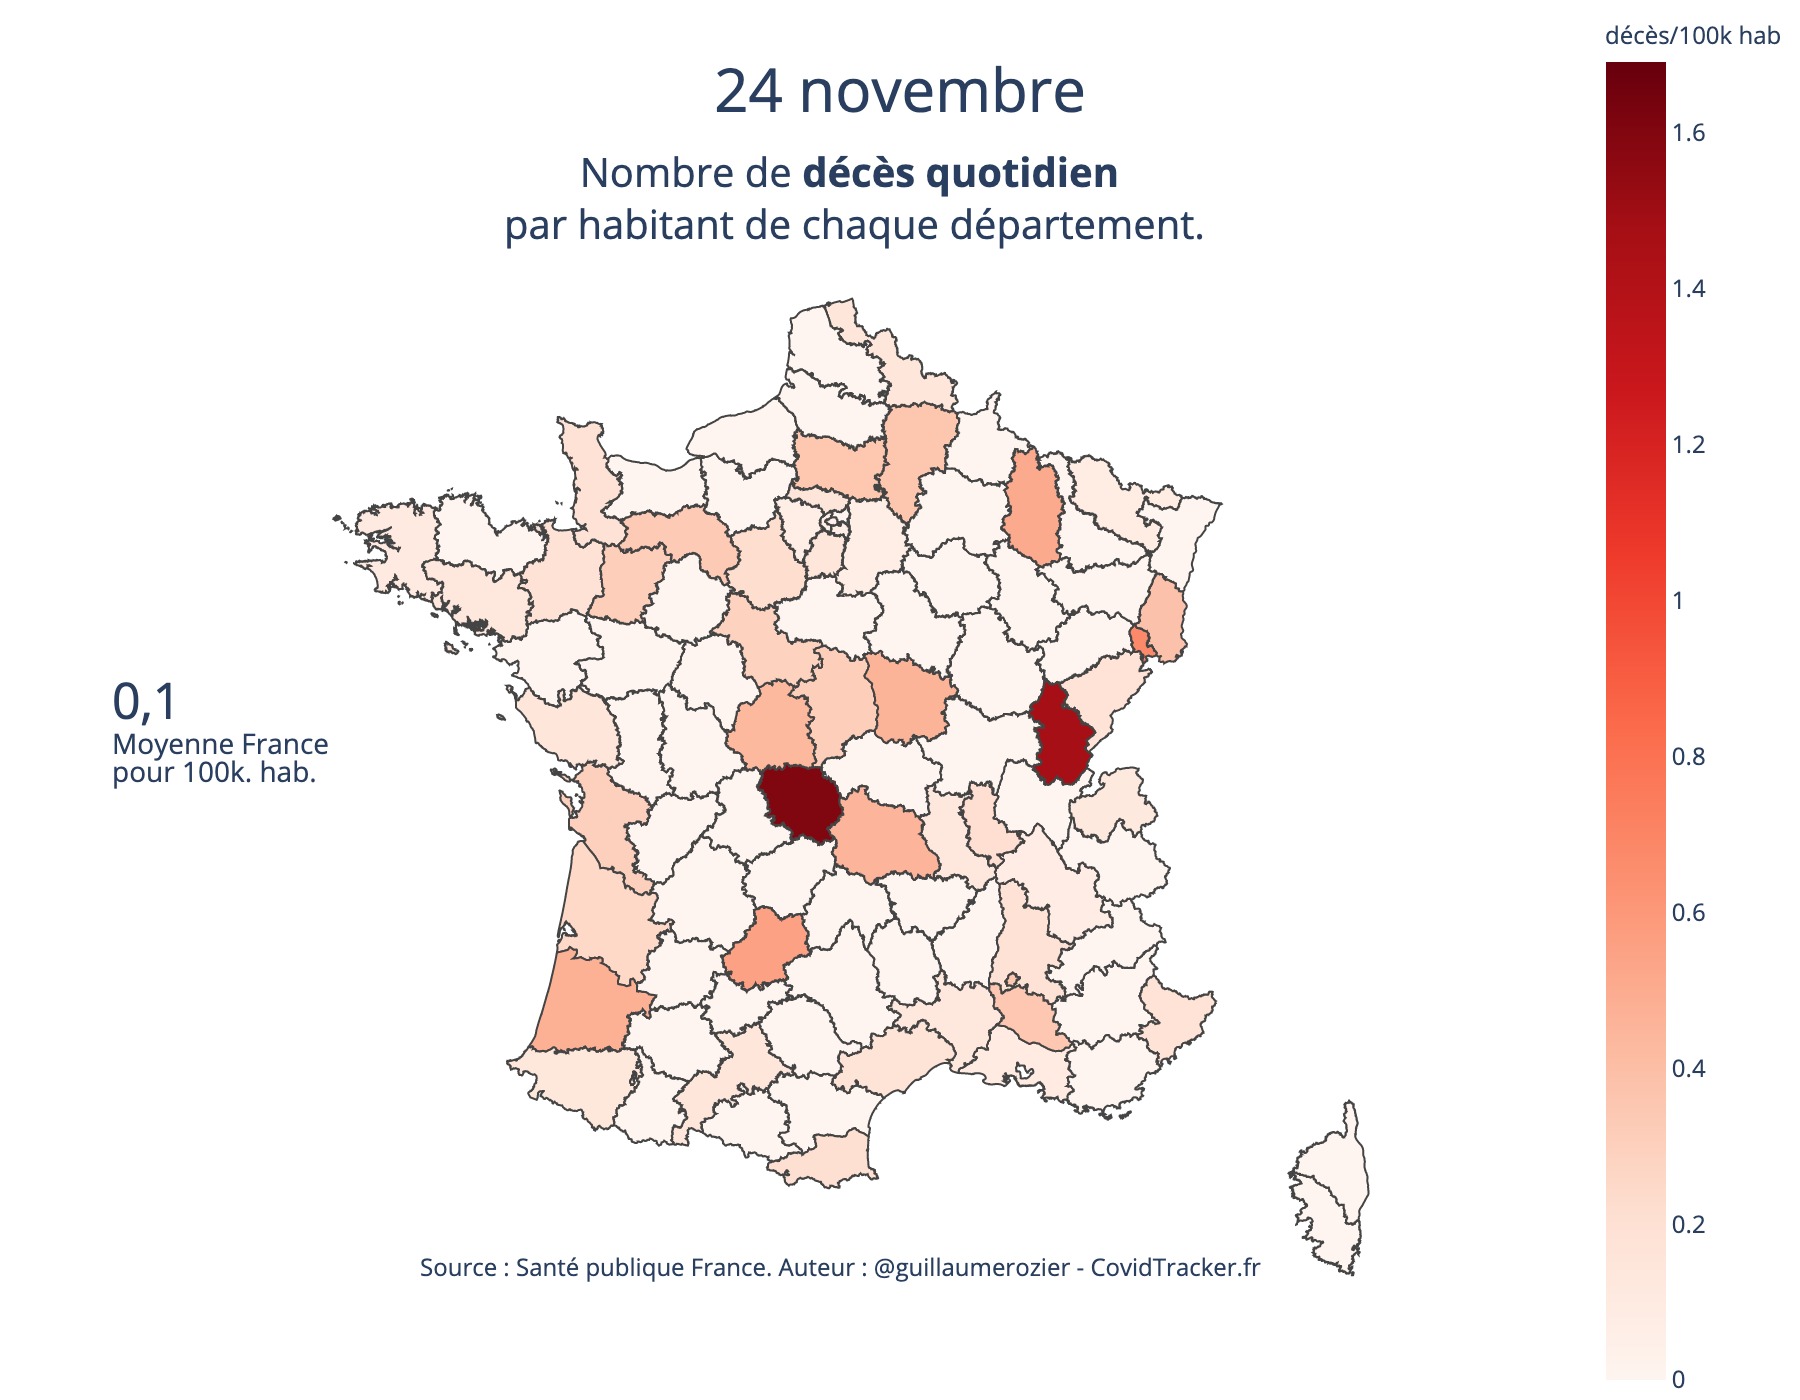 décès/100k hab
24 novembre
Nombre de décès quotidien
par habitant de chaque département.
1.6
1.4
1.2
1
0.8
0.6
0.4
0.2
0
0,1
Moyenne France
pour 100k. hab.
Source : Santé publique France. Auteur : @guillaumerozier - CovidTracker.fr